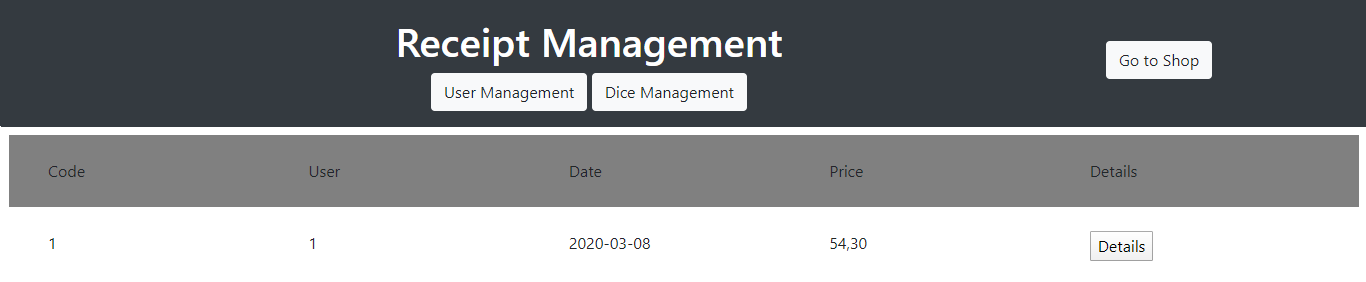 Receipt Management
Go to Shop
User Management Dice Management
Code User Date Price Details
1 1 2020-03-08 54,30 Details